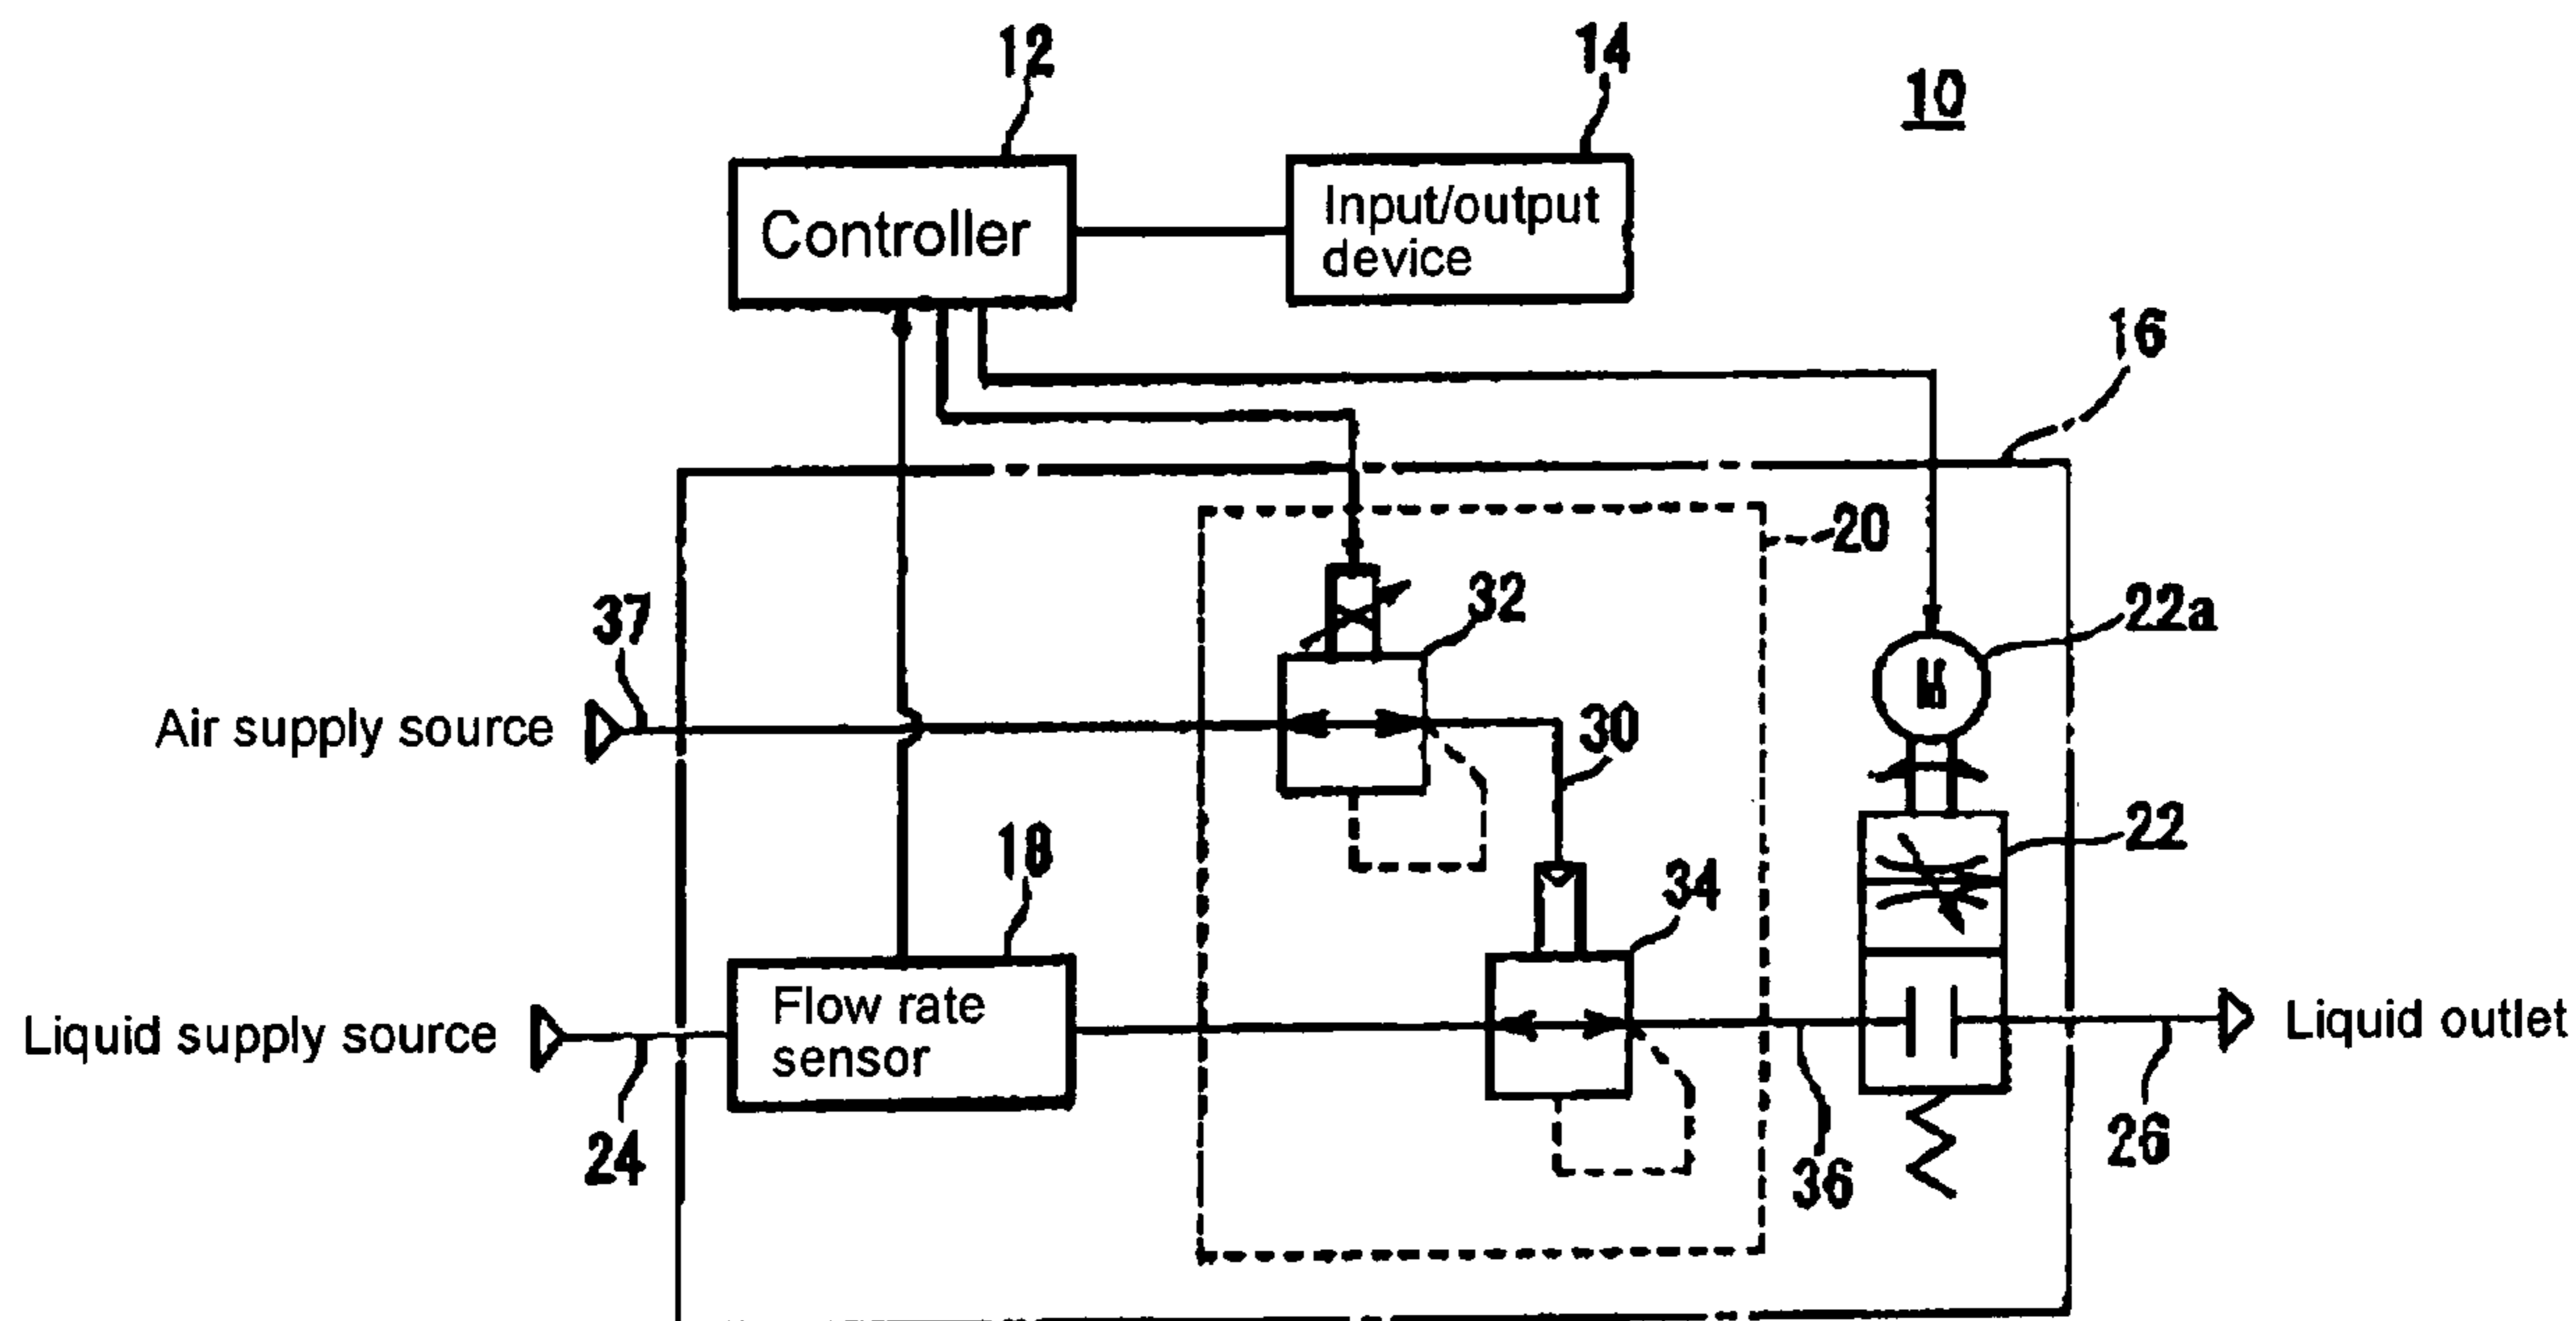 12
14
10
Controller
Input/output
device
16
20
32
22a
37
Air supply source
30
22
18
34
Flow rate
sensor
Liquid supply source
Liquid outlet
24
36
26